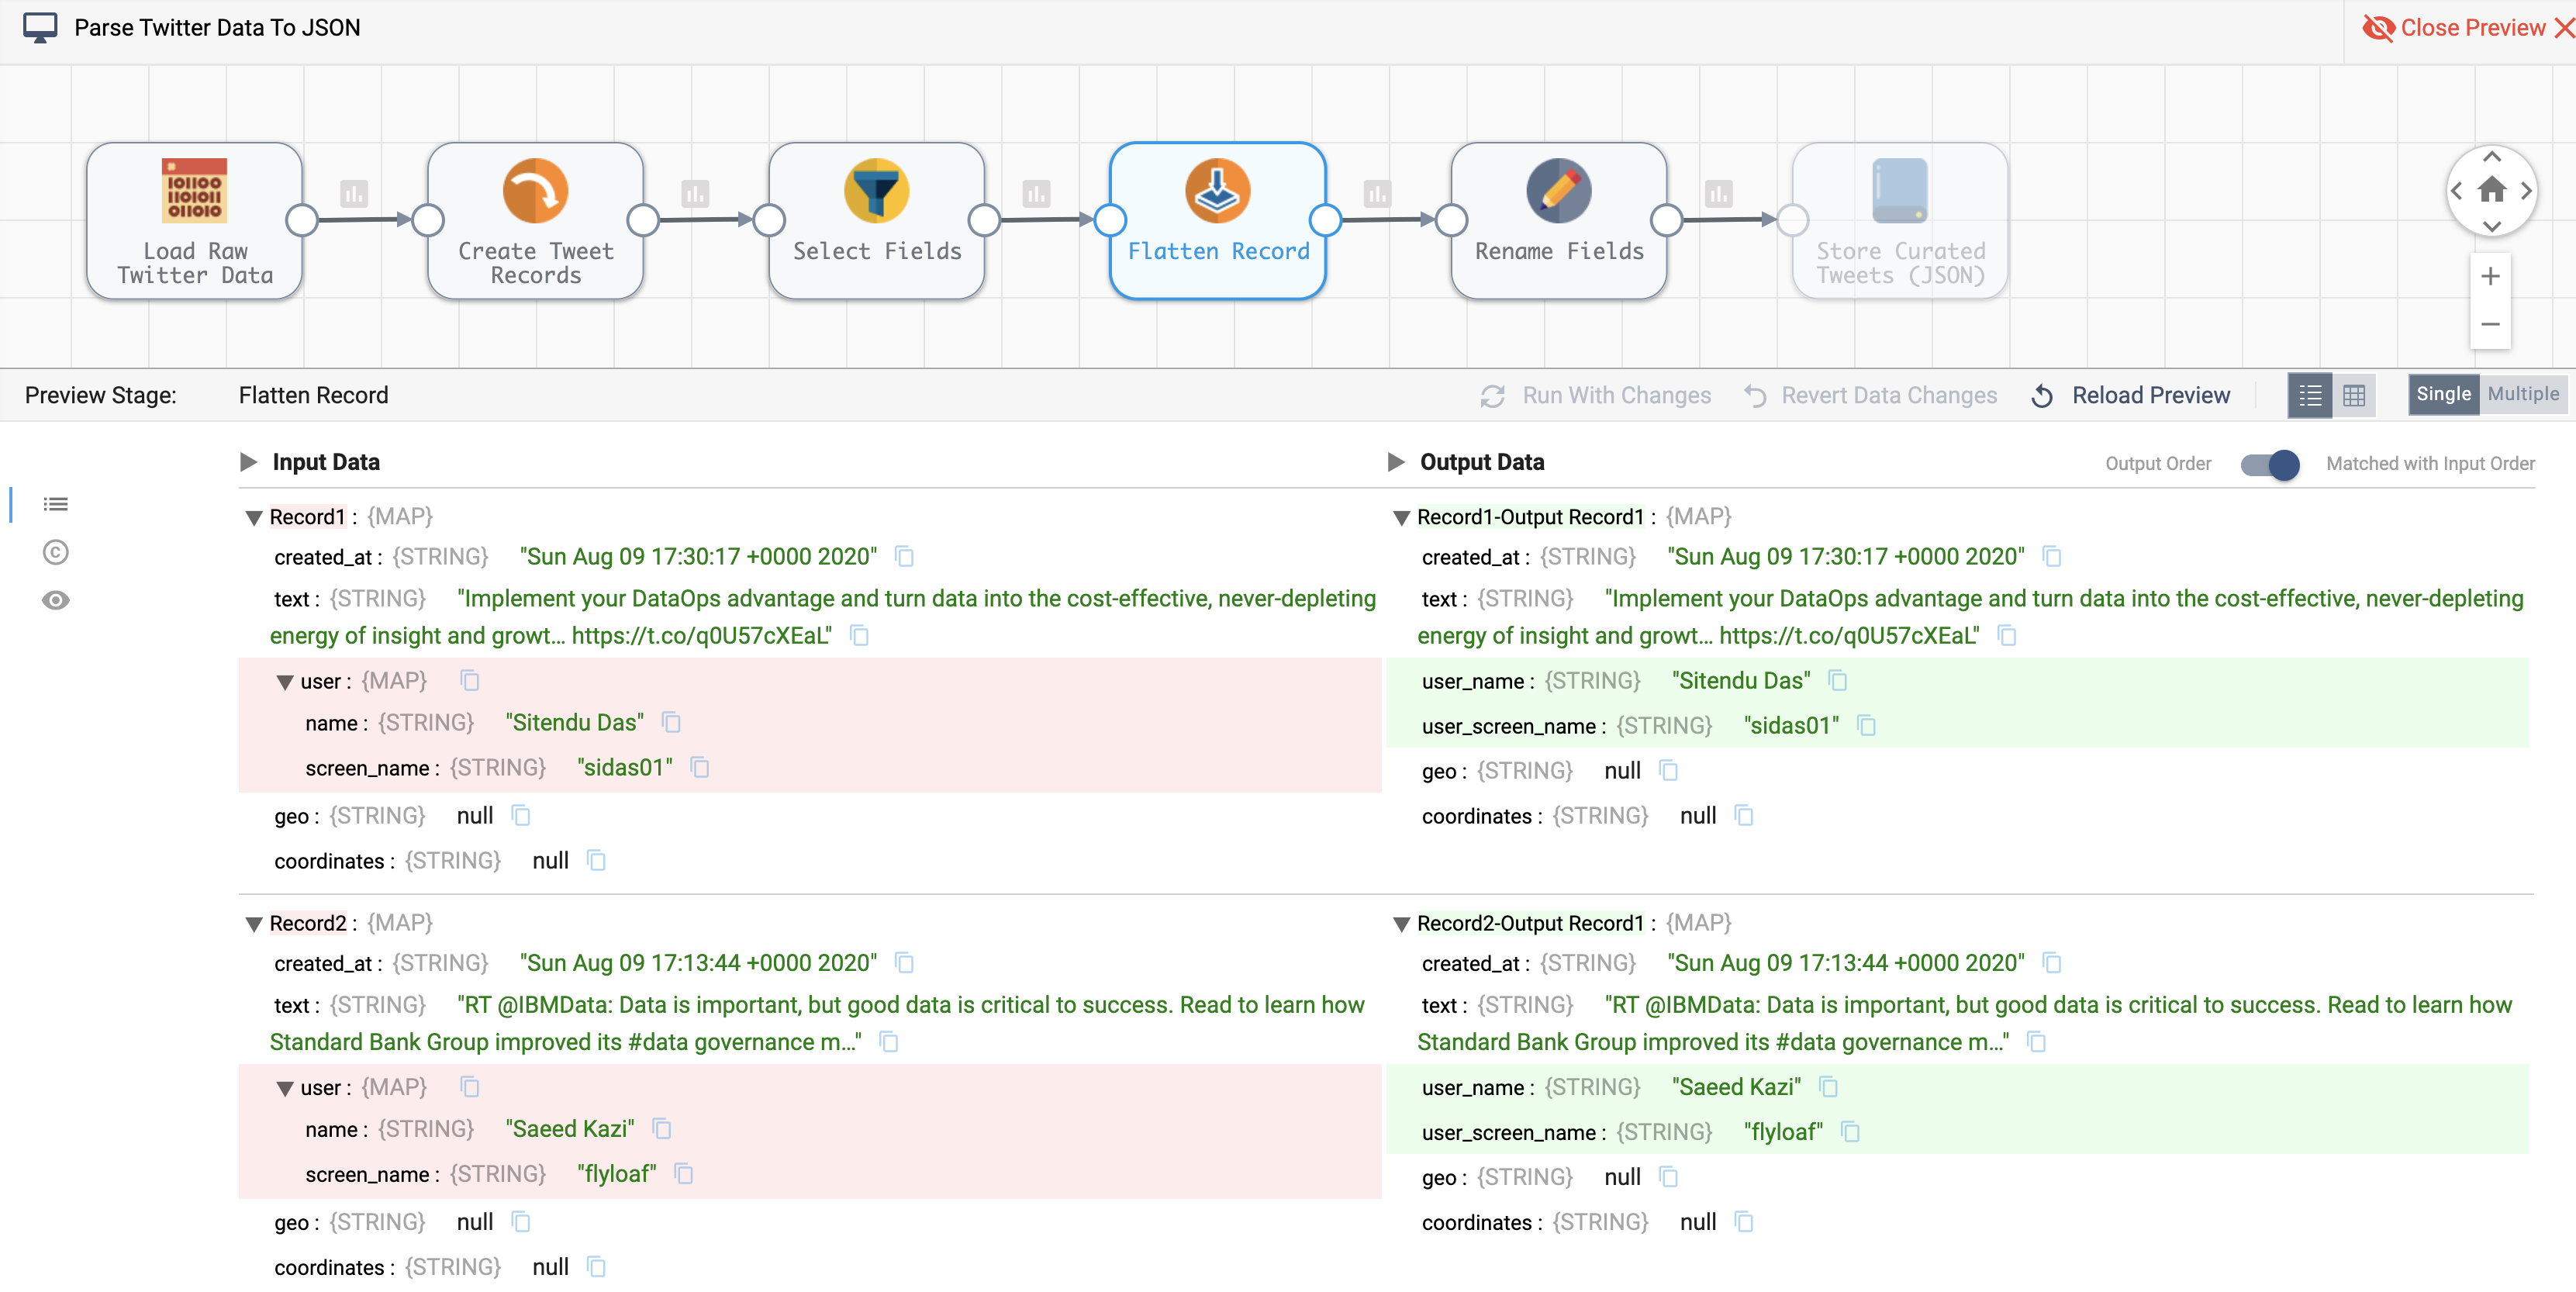 Parse Twitter Data To JSON
Close Preview
Load Raw
Twitter Data
Create Tweet
Records
Select Fields
Flatten Record
Rename Fields
Store Curated
Tweets (JSON)
Preview Stage: Flatten Record
Run With Changes Revert Data Changes Reload Preview Single Multiple
Input Data
Record1 : {MAP}
created_at : {STRING} "Sun Aug 09 17:30:17 +0000 2020"
text : {STRING} "Implement your DataOps advantage and turn data into the cost-effective, never-depleting
energy of insight and growt... https://t.co/q0U57cXEaL"
user : {MAP}
name : {STRING} "Sitendu Das"
screen_name : {STRING} "sidas01"
geo : {STRING} null
coordinates : {STRING} null
Record2 : {MAP}
created_at : {STRING} "Sun Aug 09 17:13:44 +0000 2020"
text : {STRING} "RT @IBMData: Data is important, but good data is critical to success. Read to learn how
Standard Bank Group improved its #data governance m..."
user : {MAP}
name : {STRING} "Saeed Kazi"
screen_name : {STRING} "flyloaf"
geo : {STRING} null
coordinates : {STRING} null
Output Data Output Order Matched with Input Order
Record1-Output Record1 : {MAP}
created_at : {STRING} "Sun Aug 09 17:30:17 +0000 2020"
text : {STRING} "Implement your DataOps advantage and turn data into the cost-effective, never-depleting
energy of insight and growt... https://t.co/q0U57cXEaL"
user_name : {STRING} "Sitendu Das"
user_screen_name : {STRING} "sidas01"
geo : {STRING} null
coordinates : {STRING} null
Record2-Output Record1 : {MAP}
created_at : {STRING} "Sun Aug 09 17:13:44 +0000 2020"
text : {STRING} "RT @IBMData: Data is important, but good data is critical to success. Read to learn how
Standard Bank Group improved its #data governance m..."
user_name : {STRING} "Saeed Kazi"
user_screen_name : {STRING} "flyloaf"
geo : {STRING} null
coordinates : {STRING} null